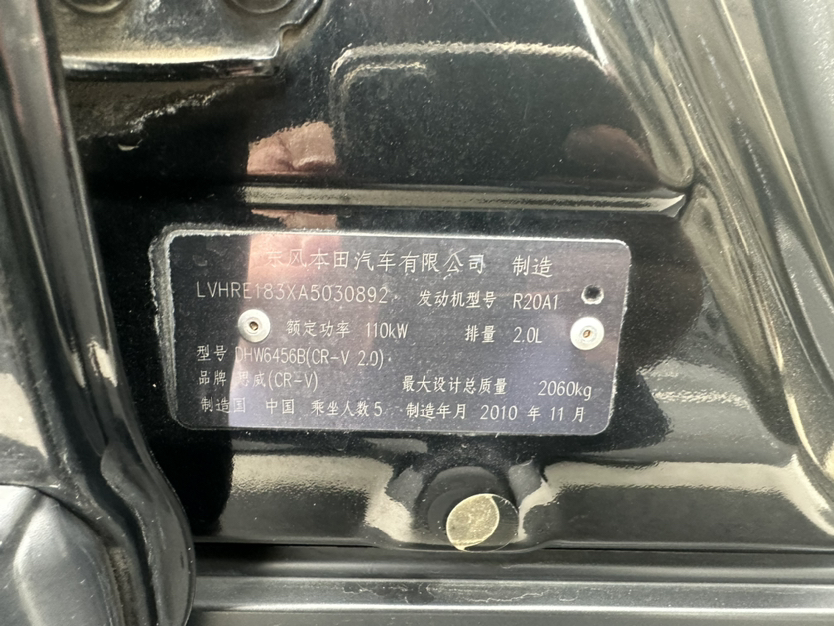 东风本田汽车有限公司 制造
LVHRE183XA5030892 发动机型号 R20A1
额定功率 110kW 排量 2.0L
型号 DHW6456B(CR-V 2.0)
品牌 思威(CR-V) 最大设计总质量 2060kg
制造国 中国 乘坐人数 5 制造年月 2010 年 11 月